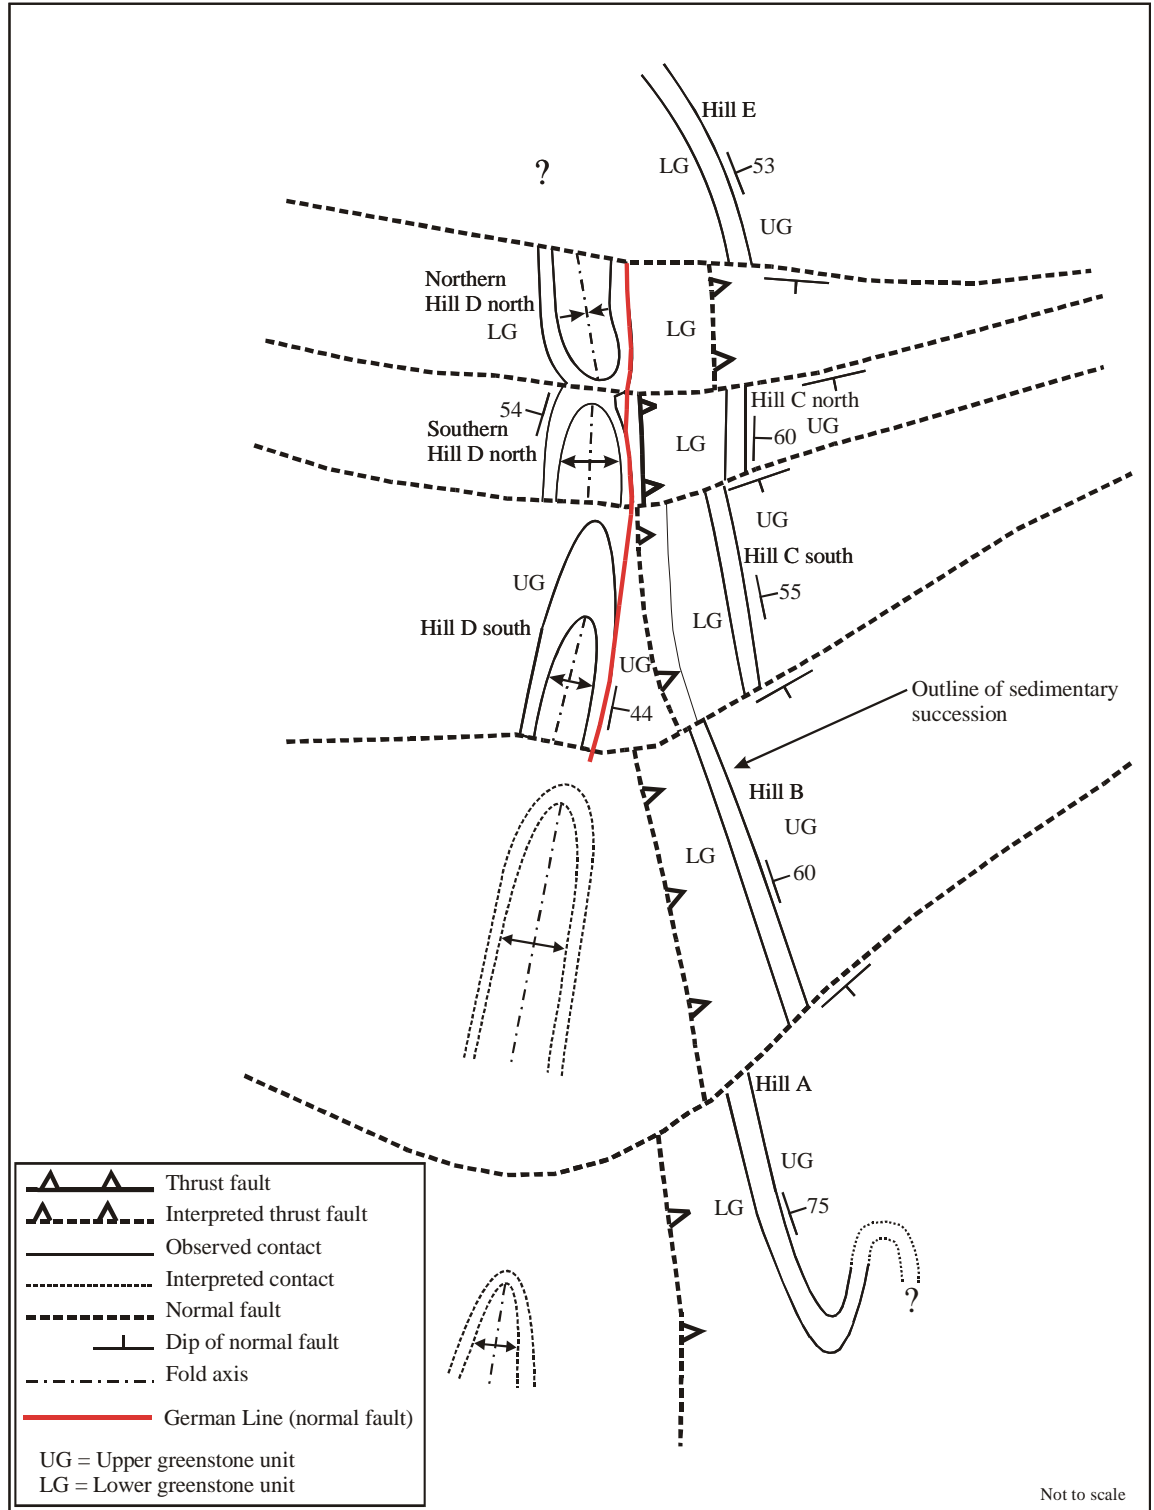 Hill E
LG
53
?
UG
Northern
Hill D north
LG
LG
54
Hill C north
UG
Southern
Hill D north
LG
60
UG
UG
Hill C south
55
Hill D south
LG
UG
44
Outline of sedimentary
succession
Hill B
UG
LG
60
Hill A
UG
LG
75
?
Thrust fault
Interpreted thrust fault
Observed contact
Interpreted contact
Normal fault
Dip of normal fault
Fold axis
German Line (normal fault)
UG = Upper greenstone unit
LG = Lower greenstone unit
Not to scale